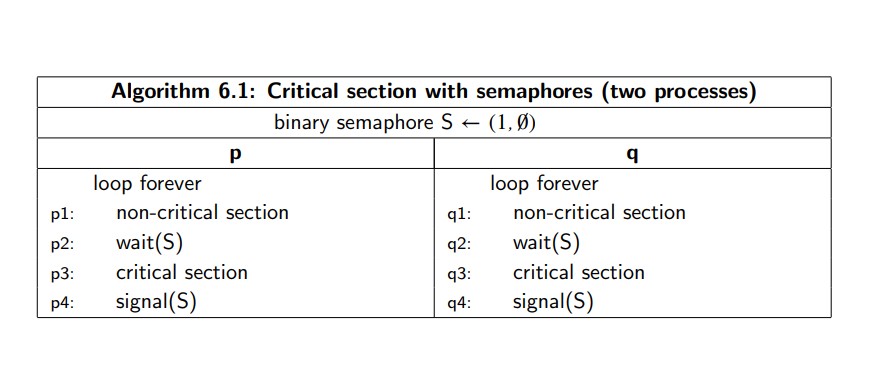 Algorithm 6.1: Critical section with semaphores (two processes)
binary semaphore S ← (1, ∅)
p q
loop forever loop forever
p1: non-critical section q1: non-critical section
p2: wait(S) q2: wait(S)
p3: critical section q3: critical section
p4: signal(S) q4: signal(S)